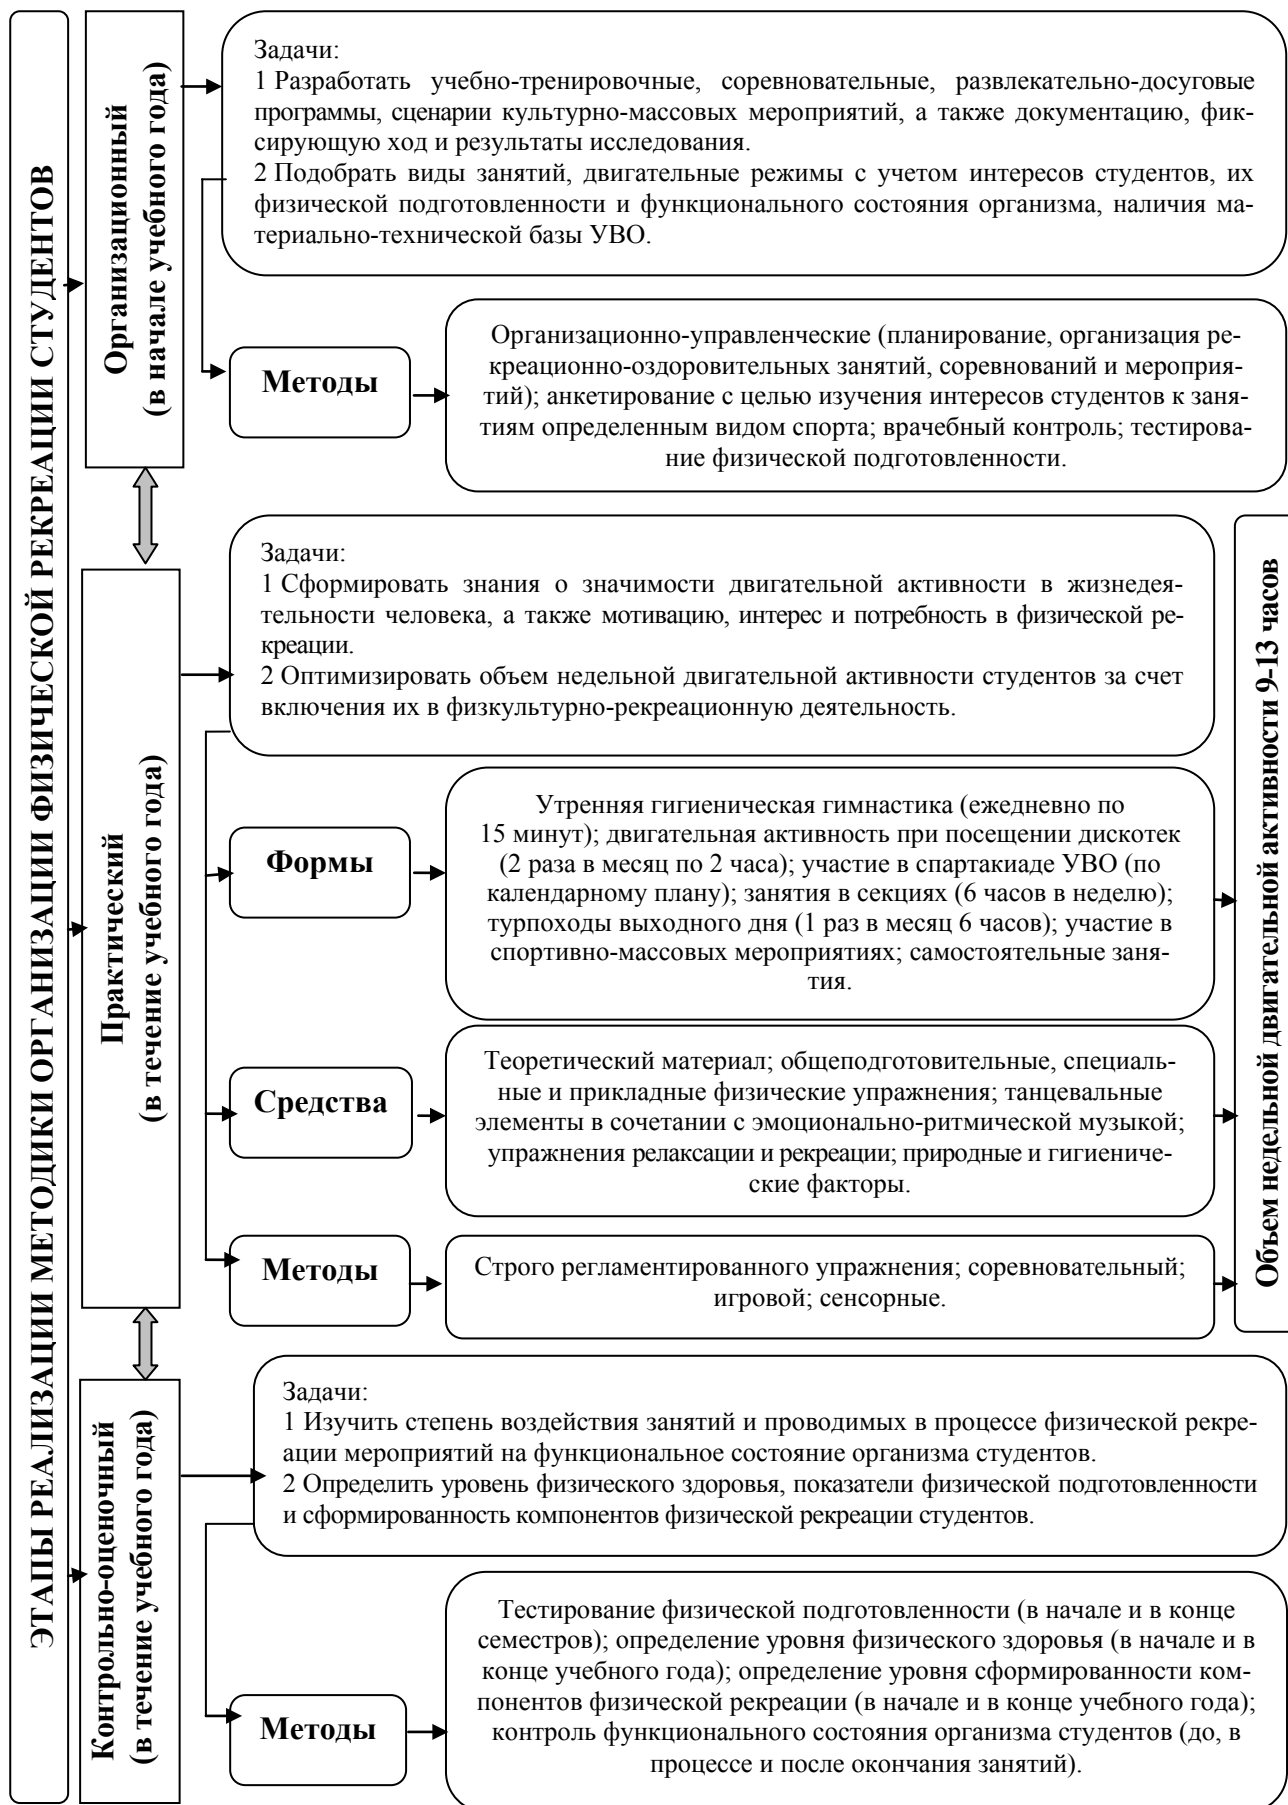 ЭТАПЫ РЕАЛИЗАЦИИ МЕТОДИКИ ОРГАНИЗАЦИИ ФИЗИЧЕСКОЙ РЕКРЕАЦИИ СТУДЕНТОВ
Организационный
(в начале учебного года)
Задачи:
1 Разработать учебно-тренировочные, соревновательные, развлекательно-досуговые
программы, сценарии культурно-массовых мероприятий, а также документацию, фик-
сирующую ход и результаты исследования.
2 Подобрать виды занятий, двигательные режимы с учетом интересов студентов, их
физической подготовленности и функционального состояния организма, наличия ма-
териально-технической базы УВО.
Методы
Организационно-управленческие (планирование, организация ре-
креационно-оздоровительных занятий, соревнований и мероприя-
тий); анкетирование с целью изучения интересов студентов к заня-
тиям определенным видом спорта; врачебный контроль; тестирова-
ние физической подготовленности.
Практический
(в течение учебного года)
Задачи:
1 Сформировать знания о значимости двигательной активности в жизнедея-
тельности человека, а также мотивацию, интерес и потребность в физической ре-
креации.
2 Оптимизировать объем недельной двигательной активности студентов за счет
включения их в физкультурно-рекреационную деятельность.
Формы
Утренняя гигиеническая гимнастика (ежедневно по
15 минут); двигательная активность при посещении дискотек
(2 раза в месяц по 2 часа); участие в спартакиаде УВО (по
календарному плану); занятия в секциях (6 часов в неделю);
турпоходы выходного дня (1 раз в месяц 6 часов); участие в
спортивно-массовых мероприятиях; самостоятельные заня-
тия.
Средства
Теоретический материал; общеподготовительные, специаль-
ные и прикладные физические упражнения; танцевальные
элементы в сочетании с эмоционально-ритмической музыкой;
упражнения релаксации и рекреации; природные и гигиениче-
ские факторы.
Методы
Строго регламентированного упражнения; соревновательный;
игровой; сенсорные.
Объем недельной двигательной активности 9-13 часов
Контрольно-оценочный
(в течение учебного года)
Задачи:
1 Изучить степень воздействия занятий и проводимых в процессе физической рекре-
ации мероприятий на функциональное состояние организма студентов.
2 Определить уровень физического здоровья, показатели физической подготовленности
и сформированность компонентов физической рекреации студентов.
Методы
Тестирование физической подготовленности (в начале и в конце
семестров); определение уровня физического здоровья (в начале и в
конце учебного года); определение уровня сформированности ком-
понентов физической рекреации (в начале и в конце учебного года);
контроль функционального состояния организма студентов (до, в
процессе и после окончания занятий).